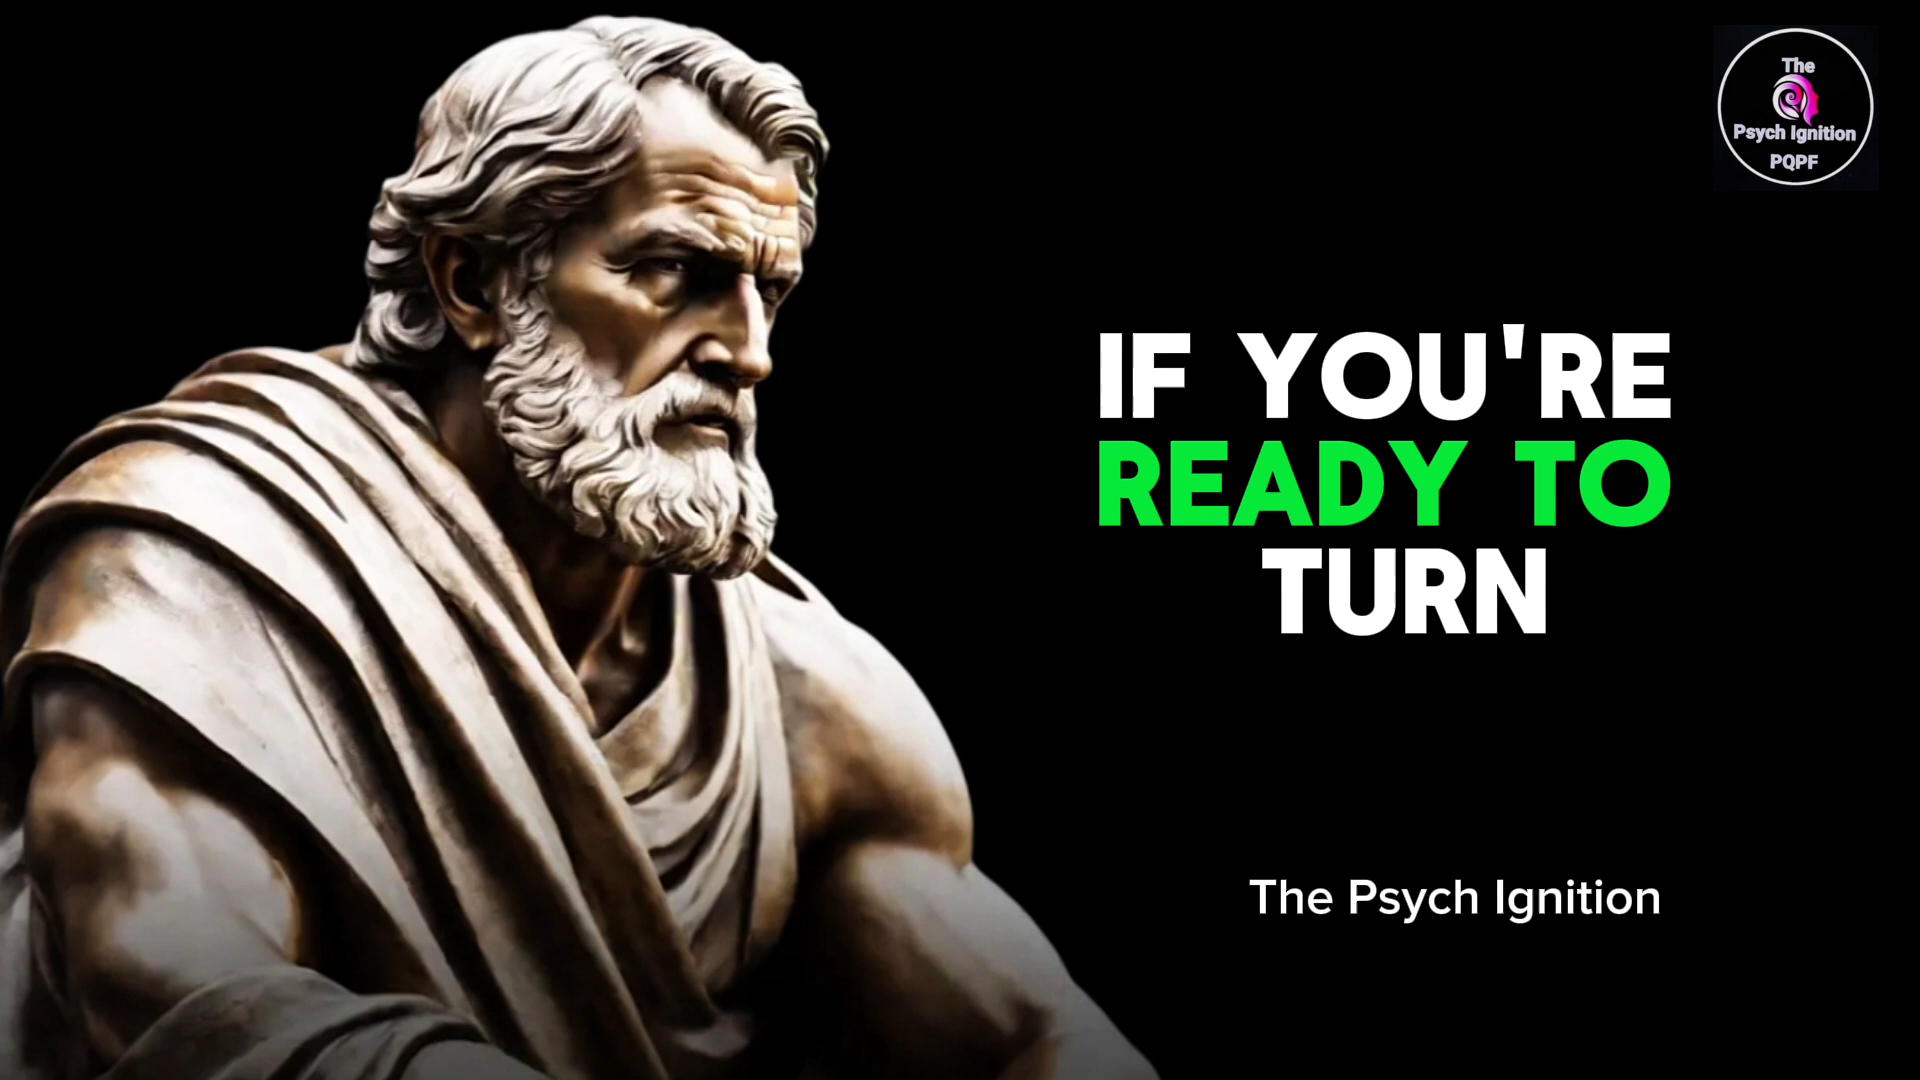 The
Psych Ignition
PQPF
IF YOU'RE
READY TO
TURN
The Psych Ignition